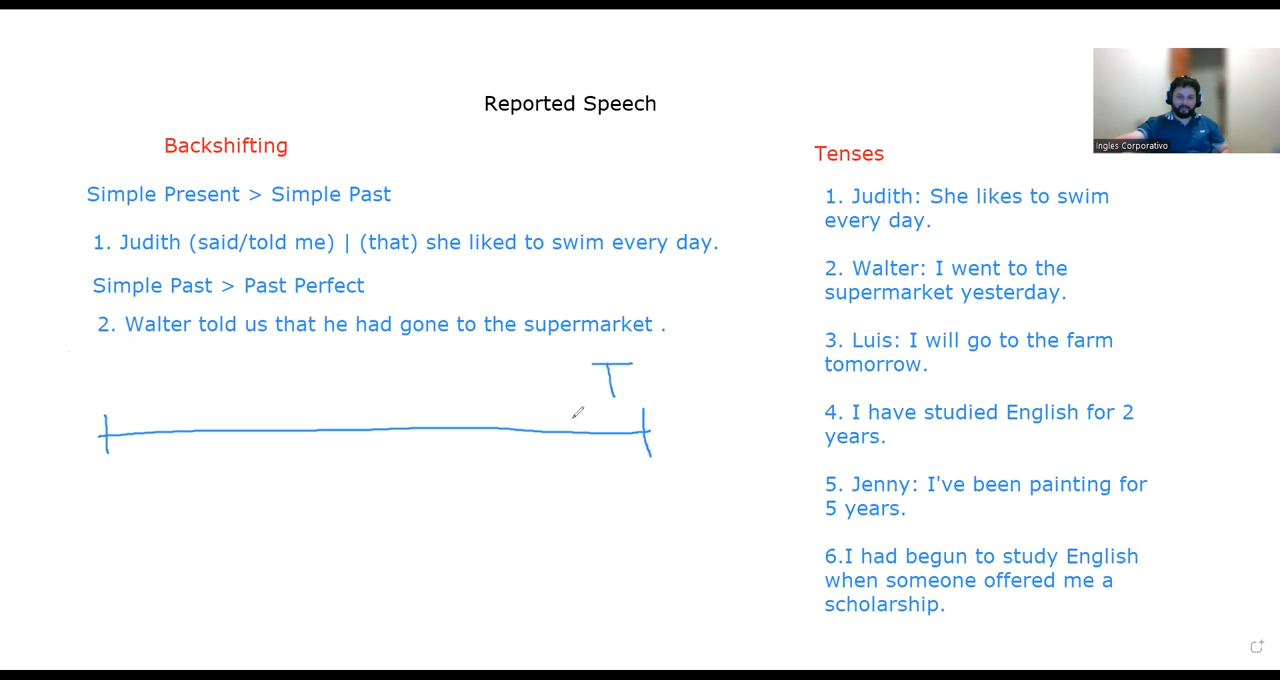 Reported Speech
Backshifting
Simple Present > Simple Past
1. Judith (said/told me) | (that) she liked to swim every day.
Simple Past > Past Perfect
2. Walter told us that he had gone to the supermarket .
T
Ingles Corporativo
Tenses
1. Judith: She likes to swim
every day.
2. Walter: I went to the
supermarket yesterday.
3. Luis: I will go to the farm
tomorrow.
4. I have studied English for 2
years.
5. Jenny: I've been painting for
5 years.
6.I had begun to study English
when someone offered me a
scholarship.